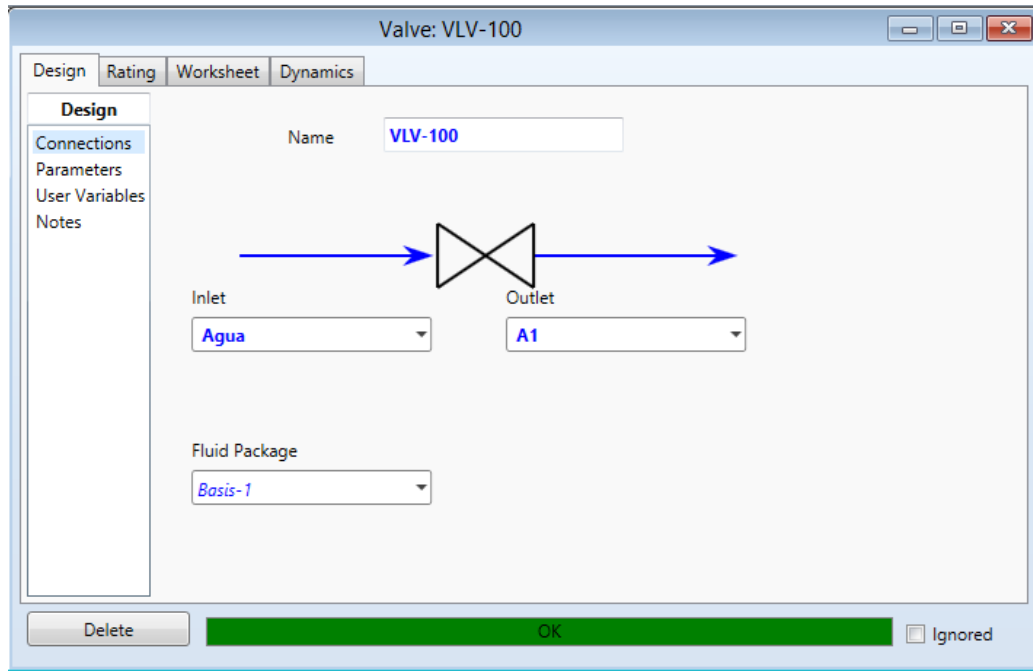 Valve: VLV-100
Design Rating Worksheet Dynamics
Design
Connections
Parameters
User Variables
Notes
Name VLV-100
Inlet Outlet
Agua A1
Fluid Package
Basis-1
Delete OK Ignored